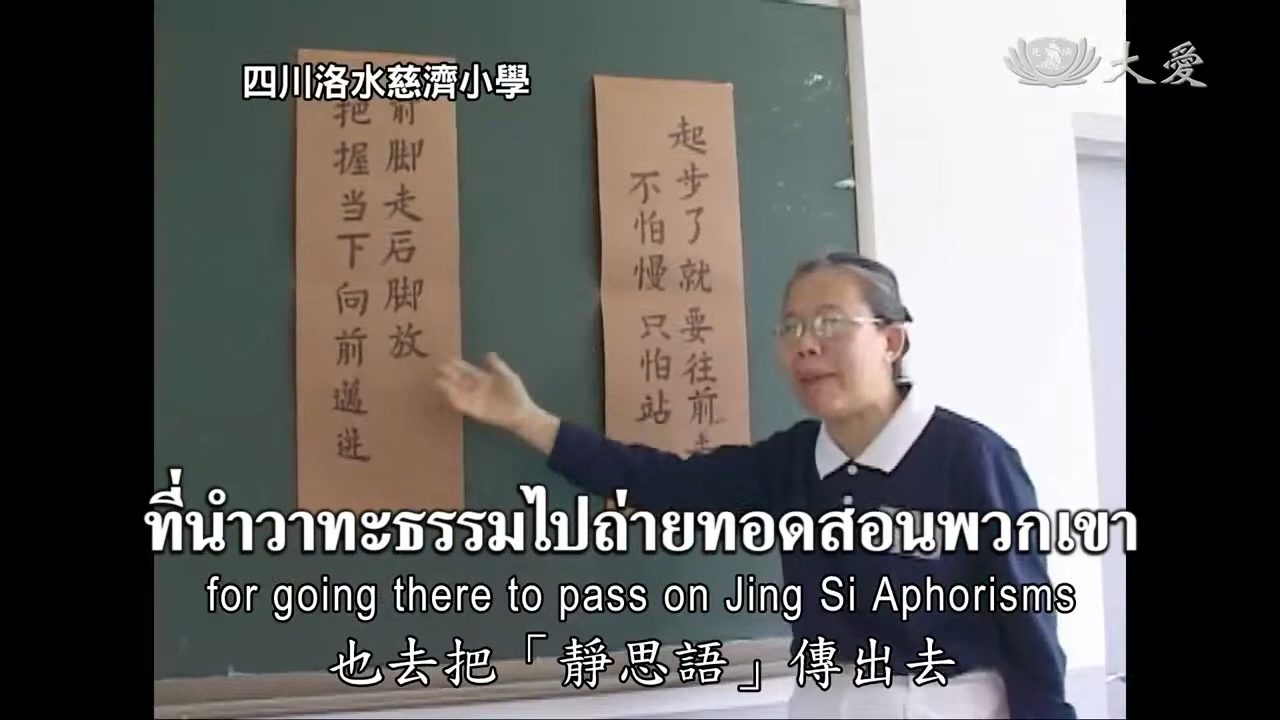 大愛
四川洛水慈濟小學
前脚走后脚放
把握当下向前邁进
起步了就要往前走
不怕慢只怕站
ที่นำวาทะธรรมไปถ่ายทอดสอนพวกเขา
for going there to pass on Jing Si Aphorisms
也去把「靜思語」傳出去